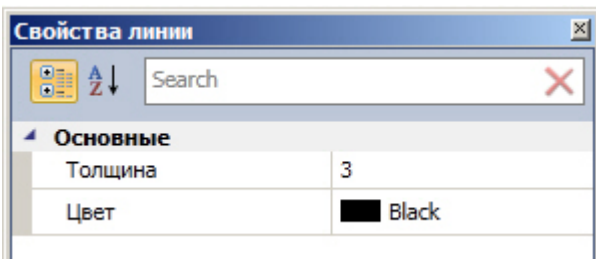 Свойства линии
A
Z
Search
Основные
Толщина 3
Цвет Black